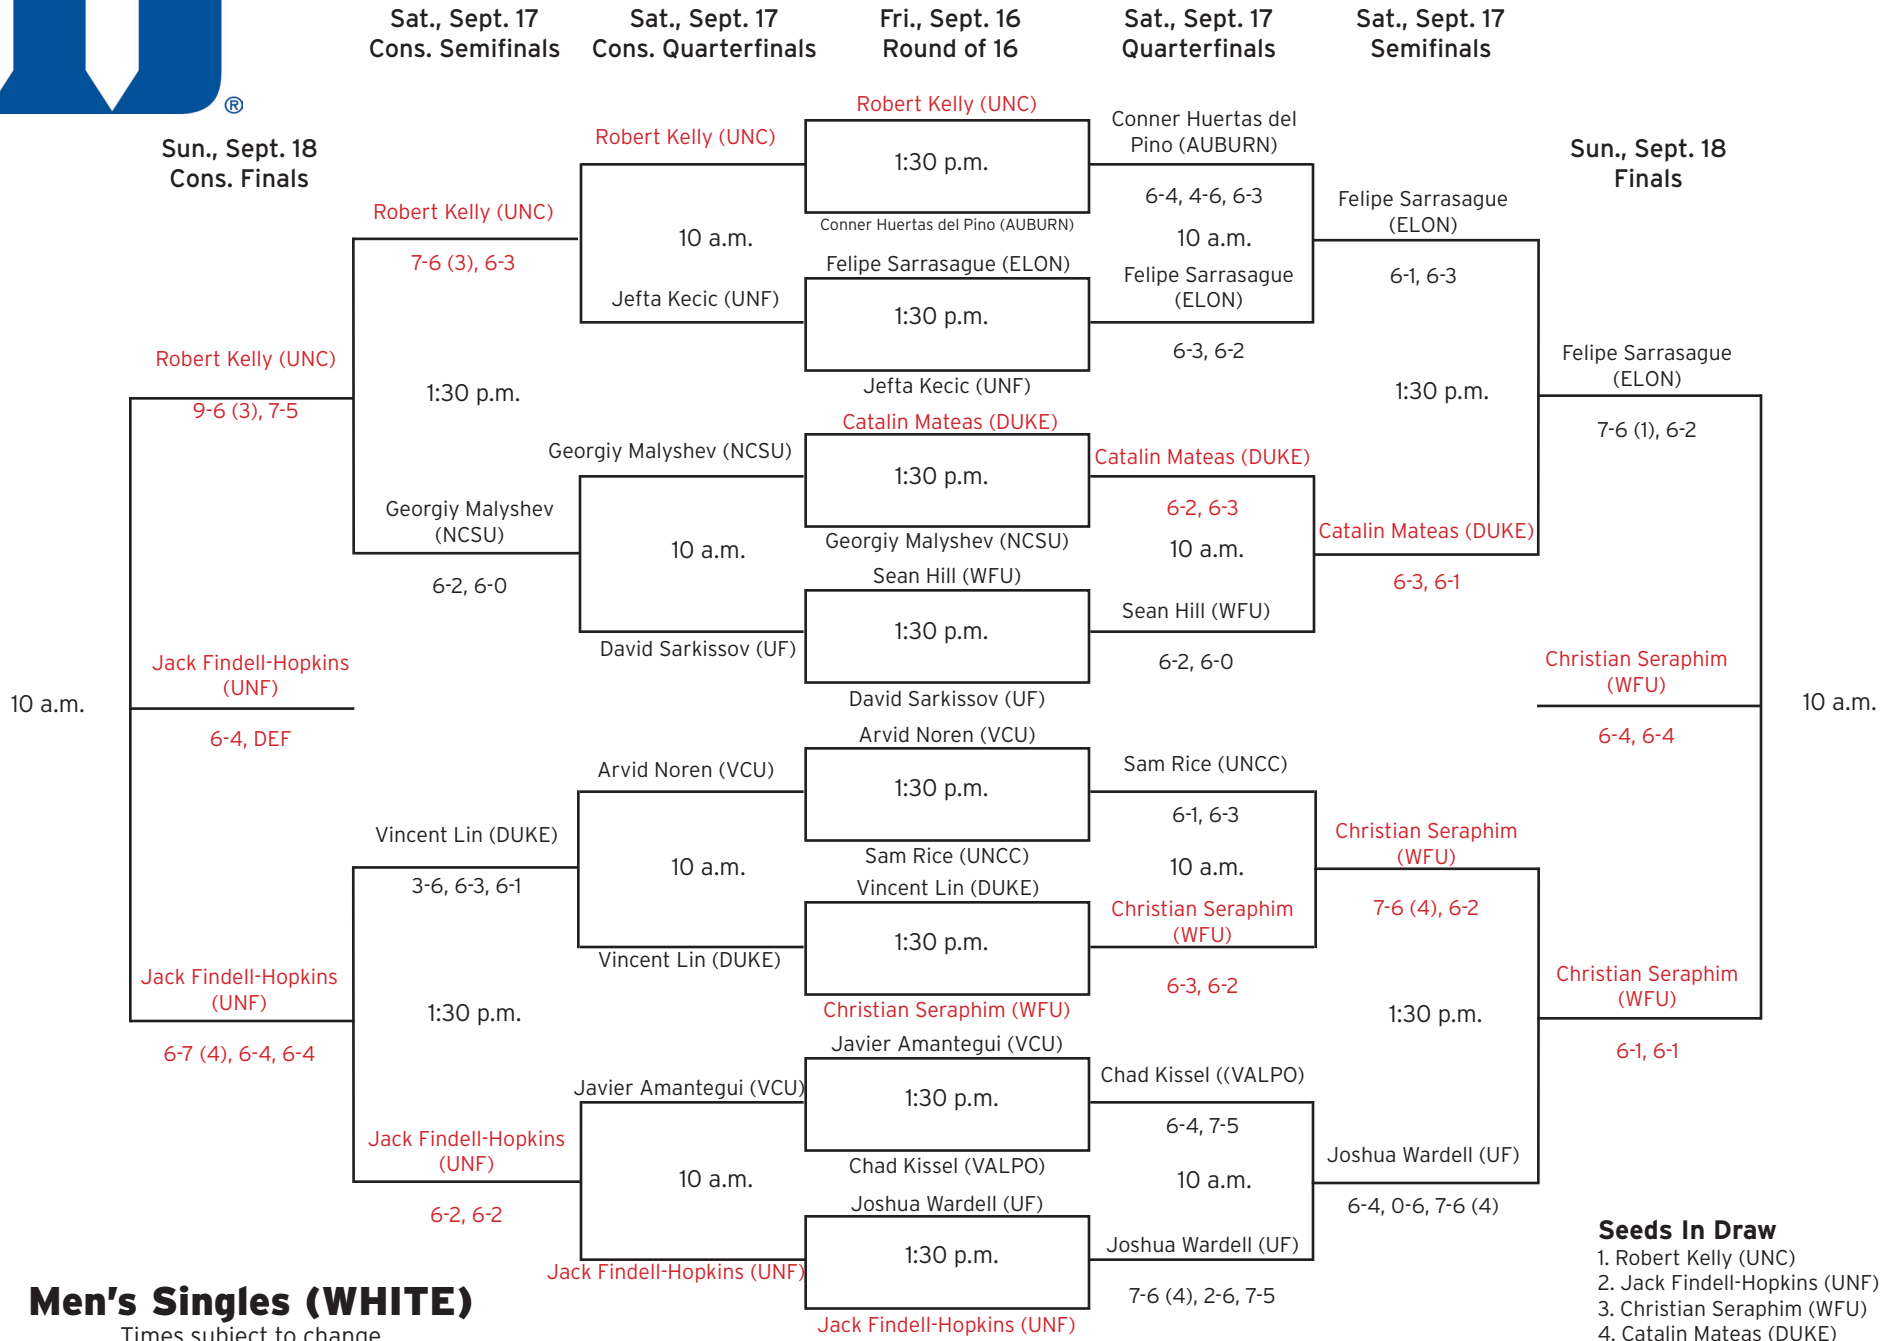 Sat., Sept. 17
Cons. Semifinals
Sat., Sept. 17
Cons. Quarterfinals
Fri., Sept. 16
Round of 16
Sat., Sept. 17
Quarterfinals
Sat., Sept. 17
Semifinals
®
Sun., Sept. 18
Cons. Finals
Sun., Sept. 18
Finals
10 a.m.
Robert Kelly (UNC)
9-6 (3), 7-5
Jack Findell-Hopkins
(UNF)
6-4, DEF
Jack Findell-Hopkins
(UNF)
6-7 (4), 6-4, 6-4
Robert Kelly (UNC)
7-6 (3), 6-3
1:30 p.m.
Georgiy Malyshev
(NCSU)
6-2, 6-0
Vincent Lin (DUKE)
3-6, 6-3, 6-1
1:30 p.m.
Jack Findell-Hopkins
(UNF)
6-2, 6-2
Robert Kelly (UNC)
10 a.m.
Jefta Kecic (UNF)
Georgiy Malyshev (NCSU)
10 a.m.
David Sarkissov (UF)
Arvid Noren (VCU)
10 a.m.
Vincent Lin (DUKE)
Javier Amantegui (VCU)
10 a.m.
Jack Findell-Hopkins (UNF)
Robert Kelly (UNC)
1:30 p.m.
Conner Huertas del Pino (AUBURN)
Felipe Sarrasague (ELON)
1:30 p.m.
Jefta Kecic (UNF)
Catalin Mateas (DUKE)
1:30 p.m.
Georgiy Malyshev (NCSU)
Sean Hill (WFU)
1:30 p.m.
David Sarkissov (UF)
Arvid Noren (VCU)
1:30 p.m.
Sam Rice (UNCC)
Vincent Lin (DUKE)
1:30 p.m.
Christian Seraphim (WFU)
Javier Amantegui (VCU)
1:30 p.m.
Chad Kissel (VALPO)
Joshua Wardell (UF)
1:30 p.m.
Jack Findell-Hopkins (UNF)
Conner Huertas del
Pino (AUBURN)
6-4, 4-6, 6-3
10 a.m.
Felipe Sarrasague
(ELON)
6-3, 6-2
Catalin Mateas (DUKE)
6-2, 6-3
10 a.m.
Sean Hill (WFU)
6-2, 6-0
Sam Rice (UNCC)
6-1, 6-3
10 a.m.
Christian Seraphim
(WFU)
6-3, 6-2
Chad Kissel ((VALPO)
6-4, 7-5
10 a.m.
Joshua Wardell (UF)
7-6 (4), 2-6, 7-5
Felipe Sarrasague
(ELON)
6-1, 6-3
1:30 p.m.
Catalin Mateas (DUKE)
6-3, 6-1
Christian Seraphim
(WFU)
7-6 (4), 6-2
1:30 p.m.
Joshua Wardell (UF)
6-4, 0-6, 7-6 (4)
Felipe Sarrasague
(ELON)
7-6 (1), 6-2
Christian Seraphim
(WFU)
6-4, 6-4
10 a.m.
Christian Seraphim
(WFU)
6-1, 6-1
Men's Singles (WHITE)
Times subject to change
Seeds In Draw
1. Robert Kelly (UNC)
2. Jack Findell-Hopkins (UNF)
3. Christian Seraphim (WFU)
4. Catalin Mateas (DUKE)